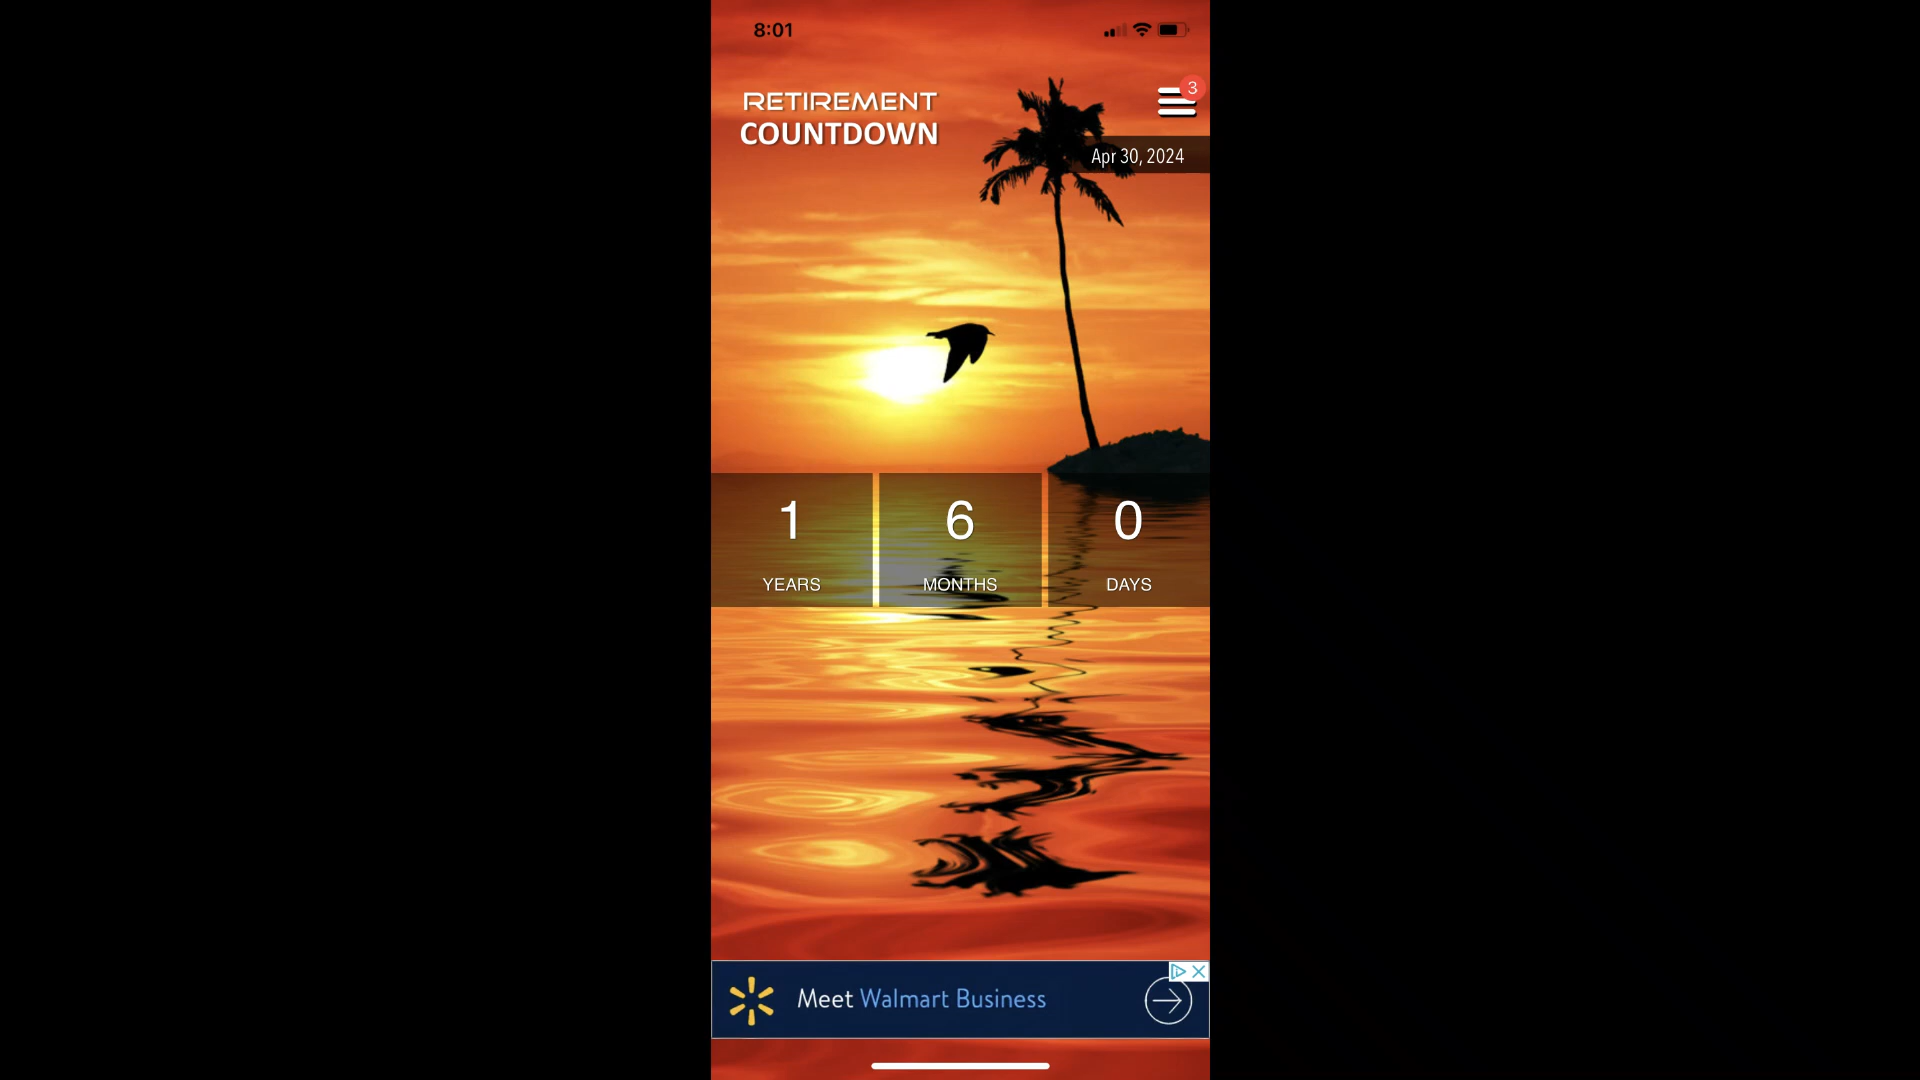 8:01
3
RETIREMENT
COUNTDOWN
Apr 30, 2024
1 6 0
YEARS MONTHS DAYS
Meet Walmart Business